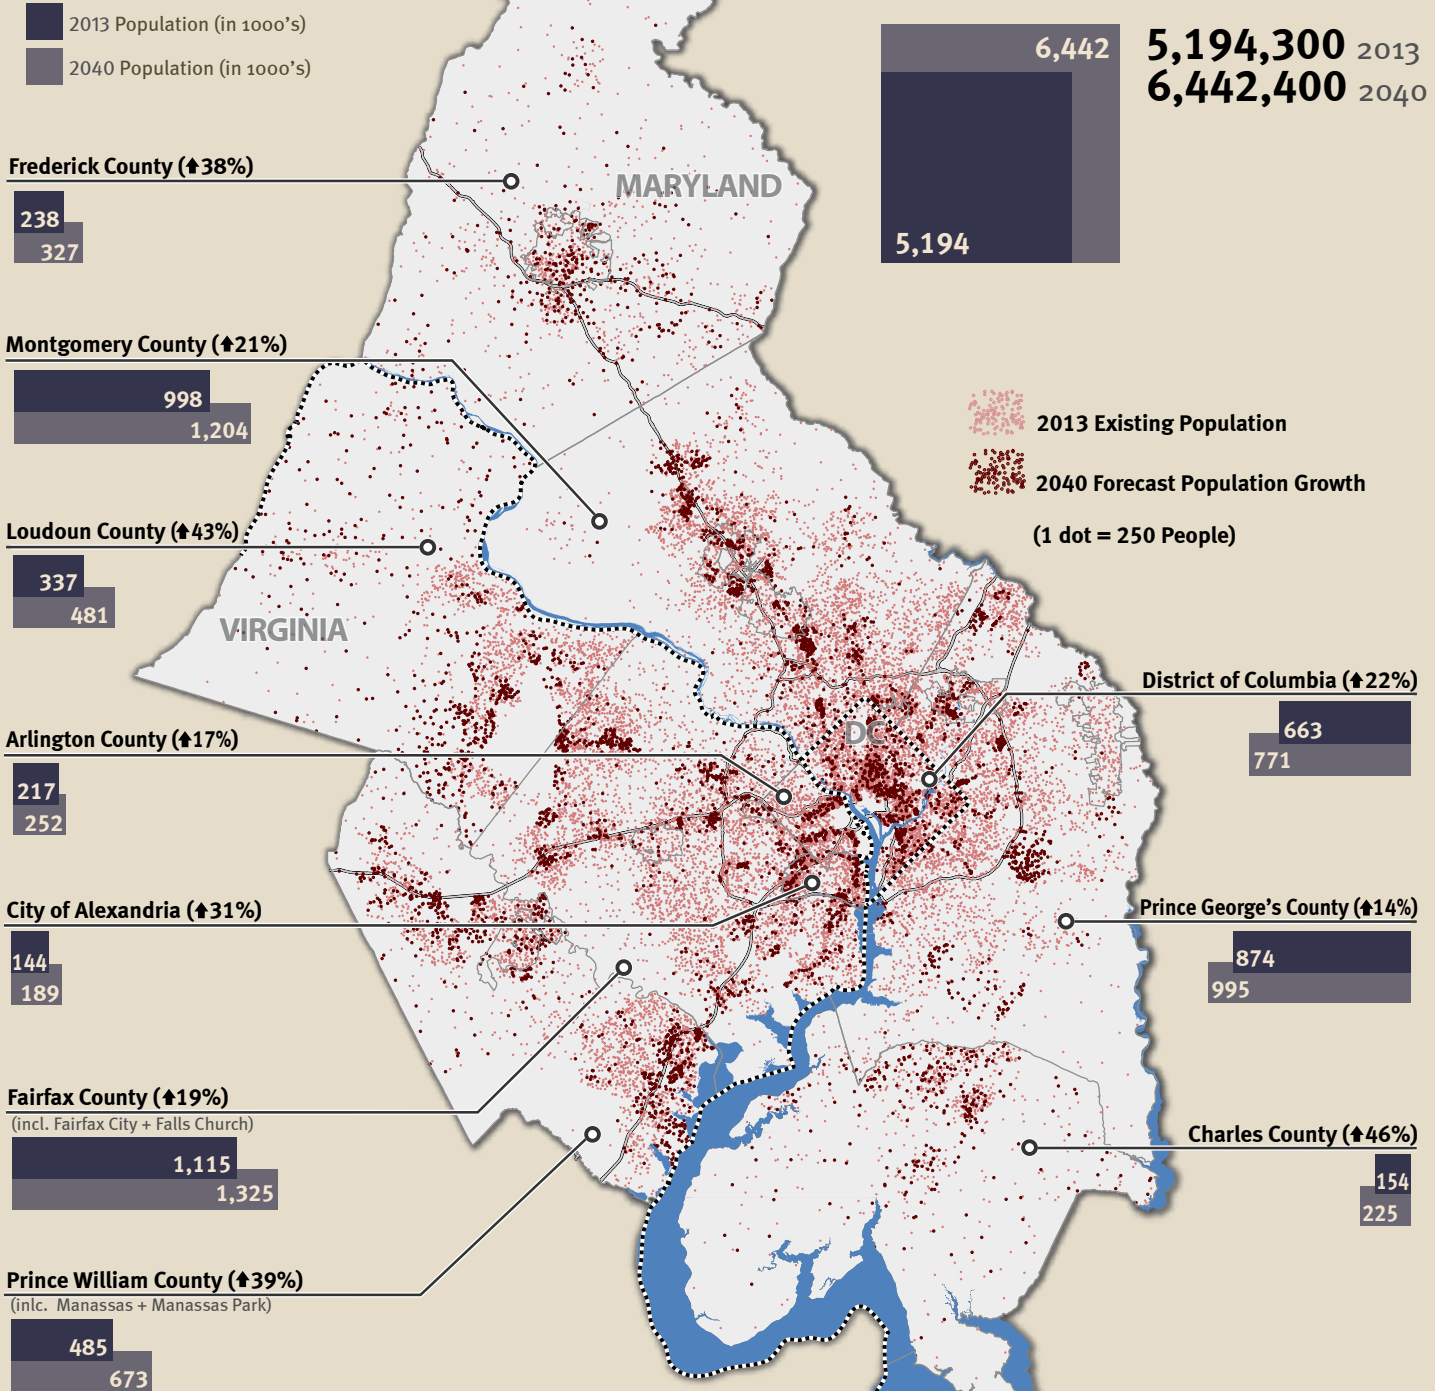 2013 Population (in 1000's)
2040 Population (in 1000's)
6,442
5,194
5,194,300 2013
6,442,400 2040
Frederick County (⬆38%)
238
327
MARYLAND
Montgomery County (⬆21%)
998
1,204
2013 Existing Population
2040 Forecast Population Growth
(1 dot = 250 People)
Loudoun County (⬆43%)
337
481
VIRGINIA
District of Columbia (⬆22%)
663
771
DC
Arlington County (⬆17%)
217
252
City of Alexandria (⬆31%)
144
189
Prince George's County (⬆14%)
874
995
Fairfax County (⬆19%)
(incl. Fairfax City + Falls Church)
1,115
1,325
Charles County (⬆46%)
154
225
Prince William County (⬆39%)
(inlc. Manassas + Manassas Park)
485
673